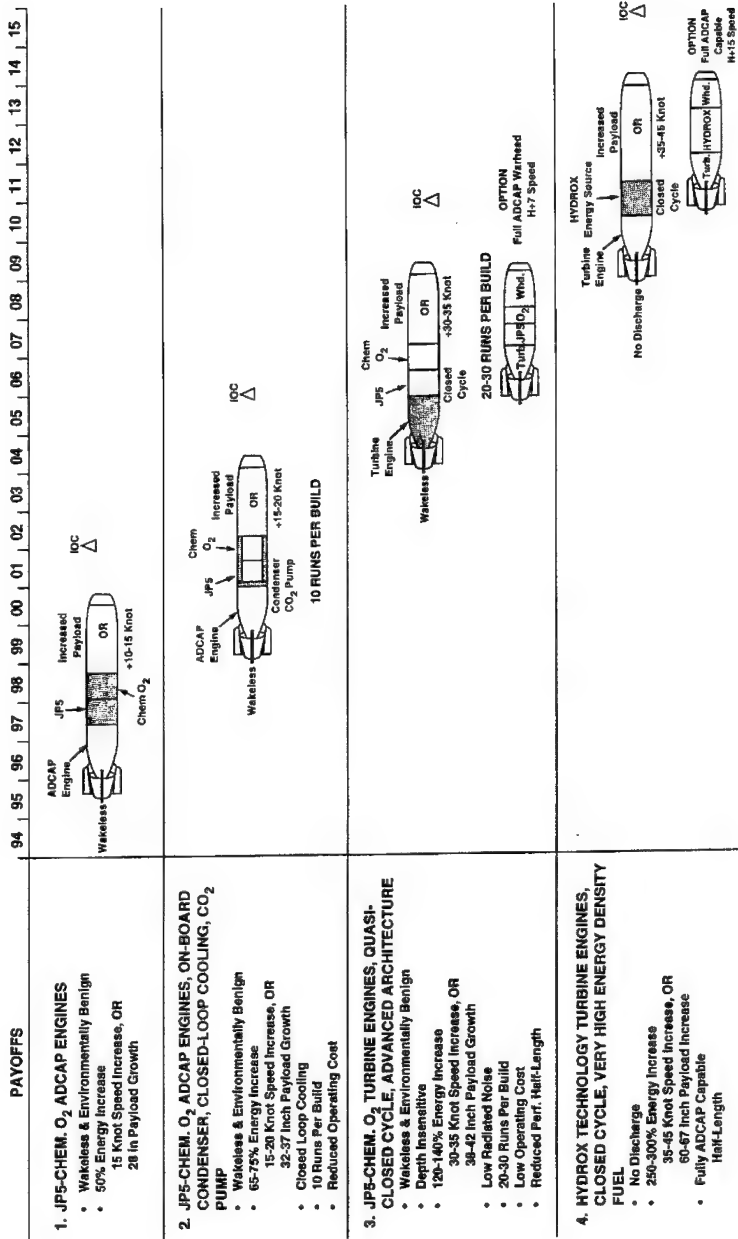 PAYOFFS
94 95 96 97 98 99 00 01 02 03 04 05 06 07 08 09 10 11 12 13 14 15
1. JP5-CHEM. O2 ADCAP ENGINES
• Wakeless & Environmentally Benign
• 50% Energy Increase
15 Knot Speed Increase, OR
28 in Payload Growth
ADCAP
Engine
JP5
Increased
Payload
OR
Wakeless
Chem O2
+10-15 Knot
IOC
2. JP5-CHEM. O2 ADCAP ENGINES, ON-BOARD
CONDENSER, CLOSED-LOOP COOLING, CO2
PUMP
• Wakeless & Environmentally Benign
• 65-75% Energy Increase
15-20 Knot Speed Increase, OR
32-37 Inch Payload Growth
• Closed Loop Cooling
• 10 Runs Per Build
• Reduced Operating Cost
ADCAP
Engine
JP5
Chem
O2
Increased
Payload
OR
Wakeless
Condenser
CO2 Pump
+15-20 Knot
10 RUNS PER BUILD
IOC
3. JP5-CHEM. O2 TURBINE ENGINES, QUASI-
CLOSED CYCLE, ADVANCED ARCHITECTURE
• Wakeless & Environmentally Benign
• Depth Insensitive
• 120-140% Energy Increase
30-35 Knot Speed Increase, OR
38-42 Inch Payload Growth
• Low Radiated Noise
• 20-30 Runs Per Build
• Low Operating Cost
• Reduced Perf. Half-Length
Turbine
Engine
JP5
Chem
O2
Increased
Payload
OR
Wakeless
Closed
Cycle
+30-35 Knot
IOC
20-30 RUNS PER BUILD
Turb. JP5 O2 Whd.
OPTION
Full ADCAP Warhead
H+7 Speed
4. HYDROX TECHNOLOGY TURBINE ENGINES,
CLOSED CYCLE, VERY HIGH ENERGY DENSITY
FUEL
• No Discharge
• 250-300% Energy Increase
35-45 Knot Speed Increase, OR
60-67 Inch Payload Increase
• Fully ADCAP Capable
Half-Length
Turbine
Engine
HYDROX
Energy Source
Increased
Payload
OR
No Discharge
Closed
Cycle
+35-45 Knot
IOC
Turb. HYDROX Whd.
OPTION
Full ADCAP
Capable
H+15 Speed